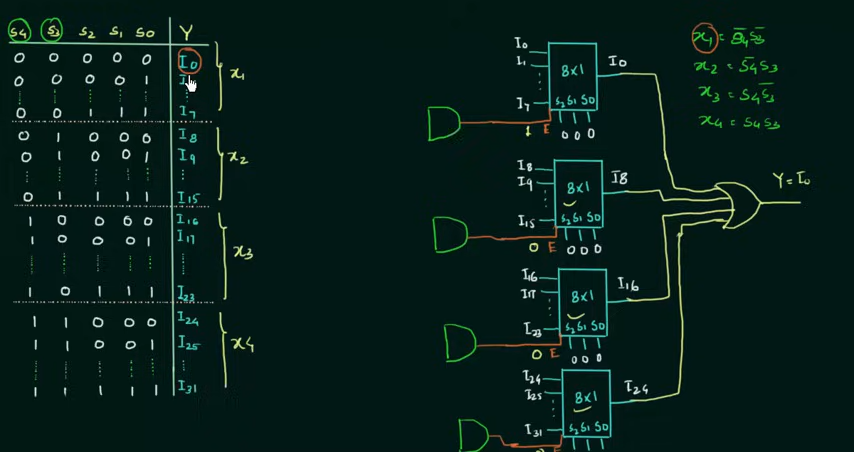 S4 S3 S2 S1 S0 Y
0 0 0 0 0 I0
0 0 0 0 1 I
0 0 1 1 1 I7
x1
0 1 0 0 0 I8
0 1 0 0 1 I9
0 1 1 1 1 I15
x2
1 0 0 0 0 I16
1 0 0 0 1 I17
1 0 1 1 1 I23
x3
1 1 0 0 0 I24
1 1 0 0 1 I25
1 1 1 1 1 I31
x4
I0
I1
I7
8x1
S2 S1 S0
I0
1 E 0 0 0
I8
I9
I15
8x1
S2 S1 S0
I8
0 E 0 0 0
I16
I17
I23
8x1
S2 S1 S0
I16
0 E 0 0 0
I24
I25
I31
8x1
S2 S1 S0
I24
Y=I0
x1 = S̅4S̅3
x2 = S̅4S3
x3 = S4S̅3
x4 = S4S3